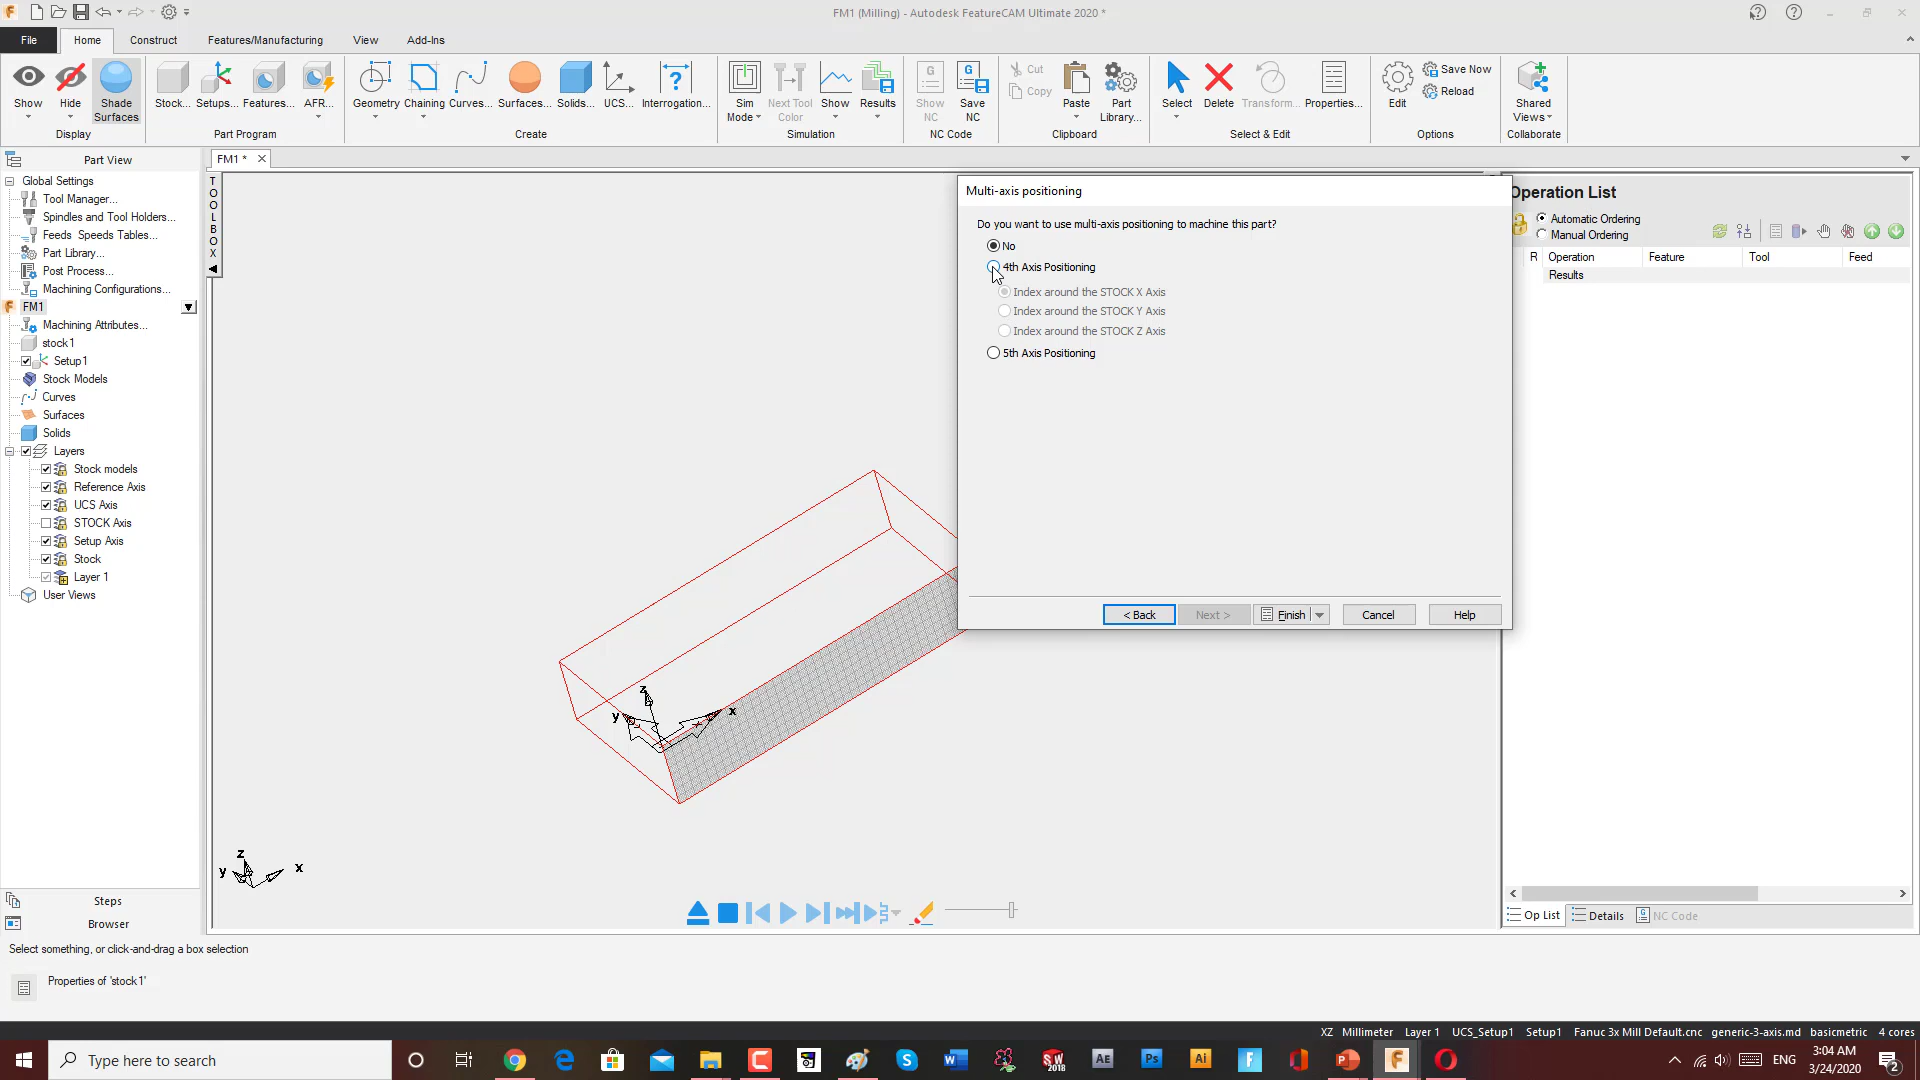 FM1 (Milling) - Autodesk FeatureCAM Ultimate 2020 *
File Home Construct Features/Manufacturing View Add-Ins
Show Hide Shade Surfaces
Display
Stock... Setups... Features... AFR...
Part Program
Geometry Chaining Curves... Surfaces... Solids... UCS... Interrogation...
Create
Sim Mode Next Tool Color Show Results
Simulation
Show NC Save NC
NC Code
Cut Copy Paste Part Library...
Clipboard
Select Delete Transform... Properties...
Select & Edit
Edit Save Now Reload
Options
Shared Views
Collaborate
Part View
FM1 *
TOOLBOX
Global Settings
Tool Manager...
Spindles and Tool Holders...
Feeds Speeds Tables...
Part Library...
Post Process...
Machining Configurations...
FM1
Machining Attributes...
stock1
Setup1
Stock Models
Curves
Surfaces
Solids
Layers
Stock models
Reference Axis
UCS Axis
STOCK Axis
Setup Axis
Stock
Layer 1
User Views
Steps
Browser
z
y
x
z
y
x
Multi-axis positioning
Do you want to use multi-axis positioning to machine this part?
No
4th Axis Positioning
Index around the STOCK X Axis
Index around the STOCK Y Axis
Index around the STOCK Z Axis
5th Axis Positioning
< Back Next > Finish Cancel Help
Operation List
Automatic Ordering
Manual Ordering
R Operation Feature Tool Feed
Results
Op List Details NC Code
Select something, or click-and-drag a box selection
Properties of 'stock1'
XZ Millimeter Layer 1 UCS_Setup1 Setup1 Fanuc 3x Mill Default.cnc generic-3-axis.md basicmetric 4 cores
Type here to search
ENG
3:04 AM
3/24/2020
2